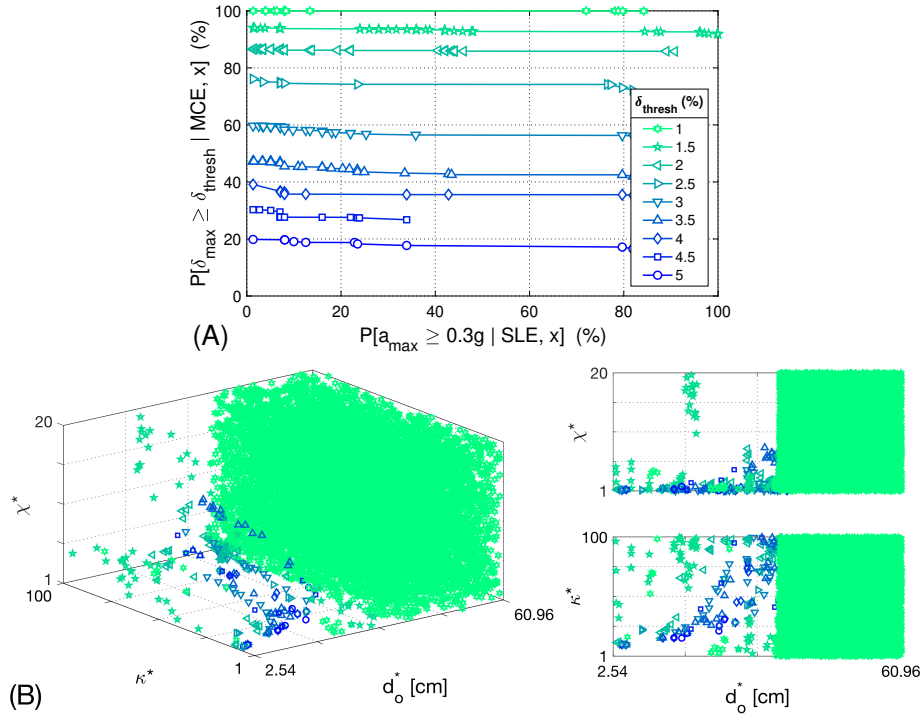 100
80
60
40
20
0
0 20 40 60 80 100
P[δmax ≥ δthresh | MCE, x] (%)
P[amax ≥ 0.3g | SLE, x] (%)
δthresh (%)
1
1.5
2
2.5
3
3.5
4
4.5
5
(A)
20
χ*
1
100
κ*
1
2.54
do* [cm]
60.96
20
χ*
1
100
κ*
1
2.54 60.96
do* [cm]
(B)